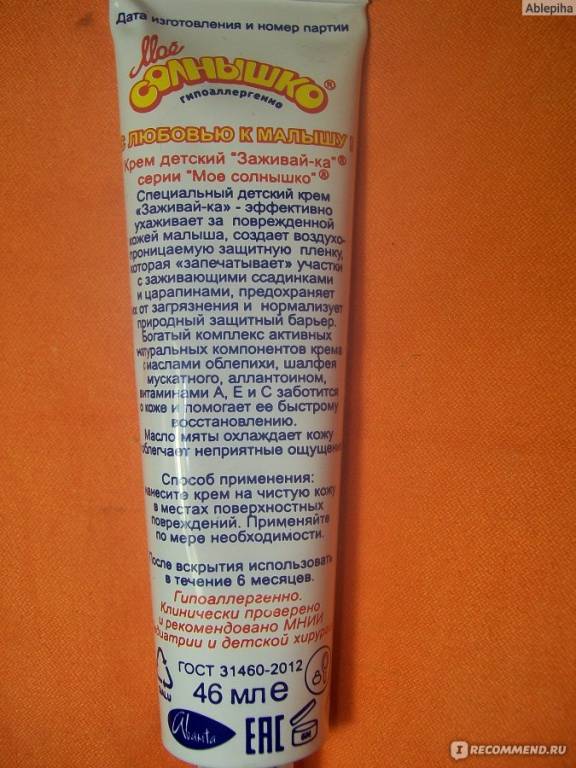 Ablepiha
Дата изготовления и номер партии
Моё
СОЛНЫШКО®
гипоаллергенно
С ЛЮБОВЬЮ К МАЛЫШУ!
Крем детский "Заживай-ка"®
серии "Мое солнышко"®
Специальный детский крем
«Заживай-ка» - эффективно
ухаживает за поврежденной
кожей малыша, создает воздухо-
проницаемую защитную пленку,
которая «запечатывает» участки
с заживающими ссадинками
и царапинами, предохраняет
их от загрязнения и нормализует
природный защитный барьер.
Богатый комплекс активных
натуральных компонентов крема
с маслами облепихи, шалфея
мускатного, аллантоином,
витаминами А, Е и С заботится
о коже и помогает ее быстрому
восстановлению.
Масло мяты охлаждает кожу
облегчает неприятные ощущения
Способ применения:
нанесите крем на чистую кожу
в местах поверхностных
повреждений. Применяйте
по мере необходимости.
После вскрытия использовать
в течение 6 месяцев.
Гипоаллергенно.
Клинически проверено
и рекомендовано МНИИ
педиатрии и детской хирург
ГОСТ 31460-2012
46 мл e
Аванта
EAC
I RECOMMEND.RU